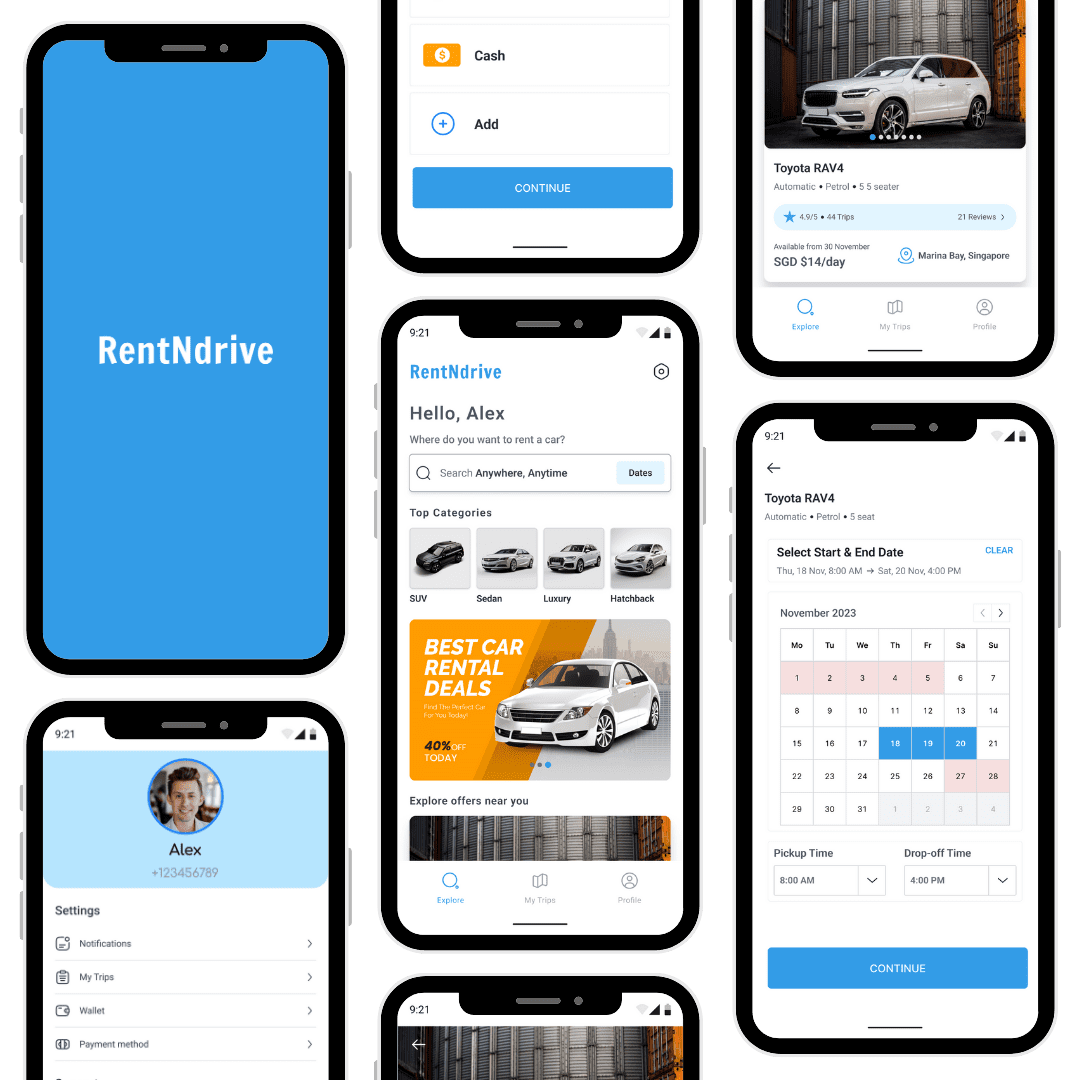 RentNdrive
9:21
Alex
+123456789
Settings
Notifications
My Trips
Wallet
Payment method
Cash
Add
CONTINUE
9:21
RentNdrive
Hello, Alex
Where do you want to rent a car?
Search Anywhere, Anytime
Dates
Top Categories
SUV Sedan Luxury Hatchback
BEST CAR
RENTAL
DEALS
Find The Perfect Car
For You Today!
40% OFF
TODAY
Explore offers near you
Explore My Trips Profile
9:21
Toyota RAV4
Automatic • Petrol • 5 5 seater
4.9/5 • 44 Trips 21 Reviews
Available from 30 November
SGD $14/day
Marina Bay, Singapore
Explore My Trips Profile
9:21
Toyota RAV4
Automatic • Petrol • 5 seat
Select Start & End Date
CLEAR
Thu, 18 Nov, 8:00 AM → Sat, 20 Nov, 4:00 PM
November 2023
Mo Tu We Th Fr Sa Su
1 2 3 4 5 6 7
8 9 10 11 12 13 14
15 16 17 18 19 20 21
22 23 24 25 26 27 28
29 30 31 1 2 3 4
Pickup Time Drop-off Time
8:00 AM 4:00 PM
CONTINUE